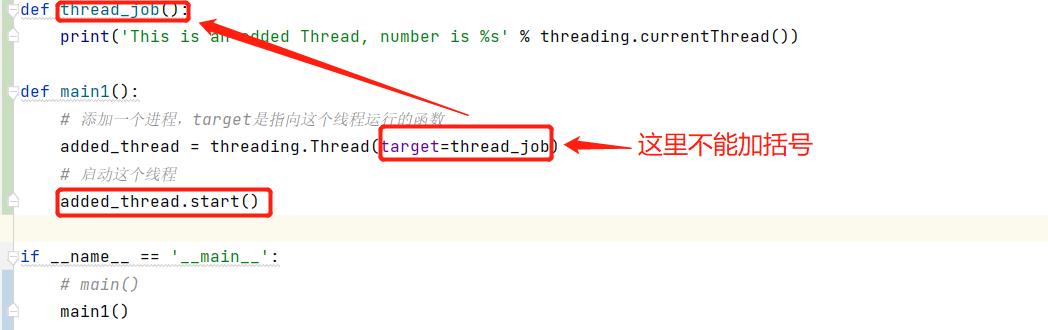 def thread_job():
print('This is an added Thread, number is %s' % threading.currentThread())
def main1():
# 添加一个进程，target是指向这个线程运行的函数
added_thread = threading.Thread(target=thread_job)
这里不能加括号
# 启动这个线程
added_thread.start()
if __name__ == '__main__':
# main()
main1()